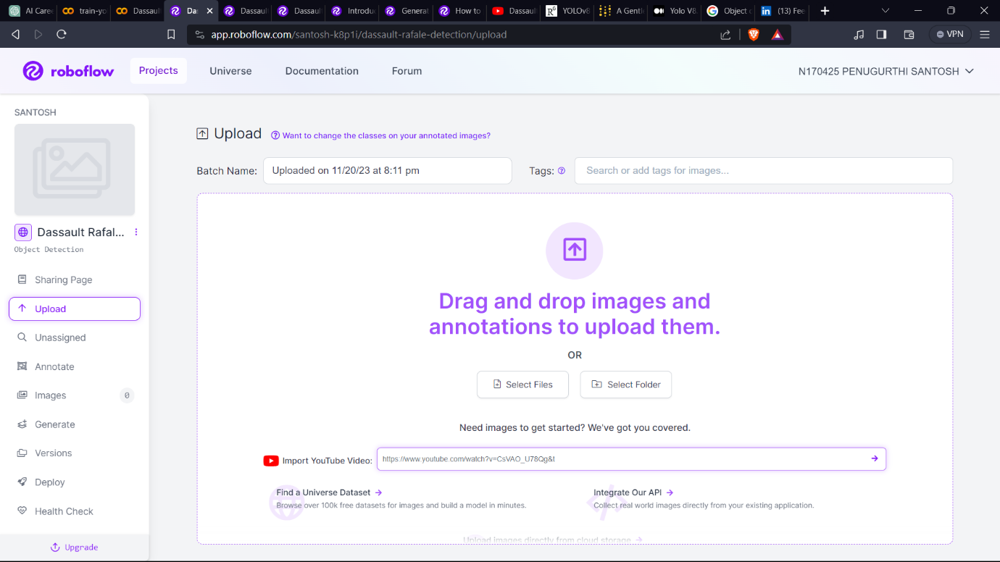 AI Caree
train-yo
Dassaul
Das
Dassaul
Dassaul
Introdu
Generat
How to
Dassaul
YOLOv8
A Gentl
Yolo V8.
Object d
(13) Fee
app.roboflow.com/santosh-k8p1i/dassault-rafale-detection/upload
VPN
roboflow
Projects
Universe
Documentation
Forum
N170425 PENUGURTHI SANTOSH
SANTOSH
Dassault Rafal...
Object Detection
Sharing Page
Upload
Unassigned
Annotate
Images 0
Generate
Versions
Deploy
Health Check
Upgrade
Upload Want to change the classes on your annotated images?
Batch Name: Uploaded on 11/20/23 at 8:11 pm Tags: Search or add tags for images...
Drag and drop images and
annotations to upload them.
OR
Select Files Select Folder
Need images to get started? We've got you covered.
Import YouTube Video: https://www.youtube.com/watch?v=CsVAO_U78Qg&t
Find a Universe Dataset →
Browse over 100k free datasets for images and build a model in minutes.
Integrate Our API →
Collect real world images directly from your existing application.
Upload images directly from cloud storage →